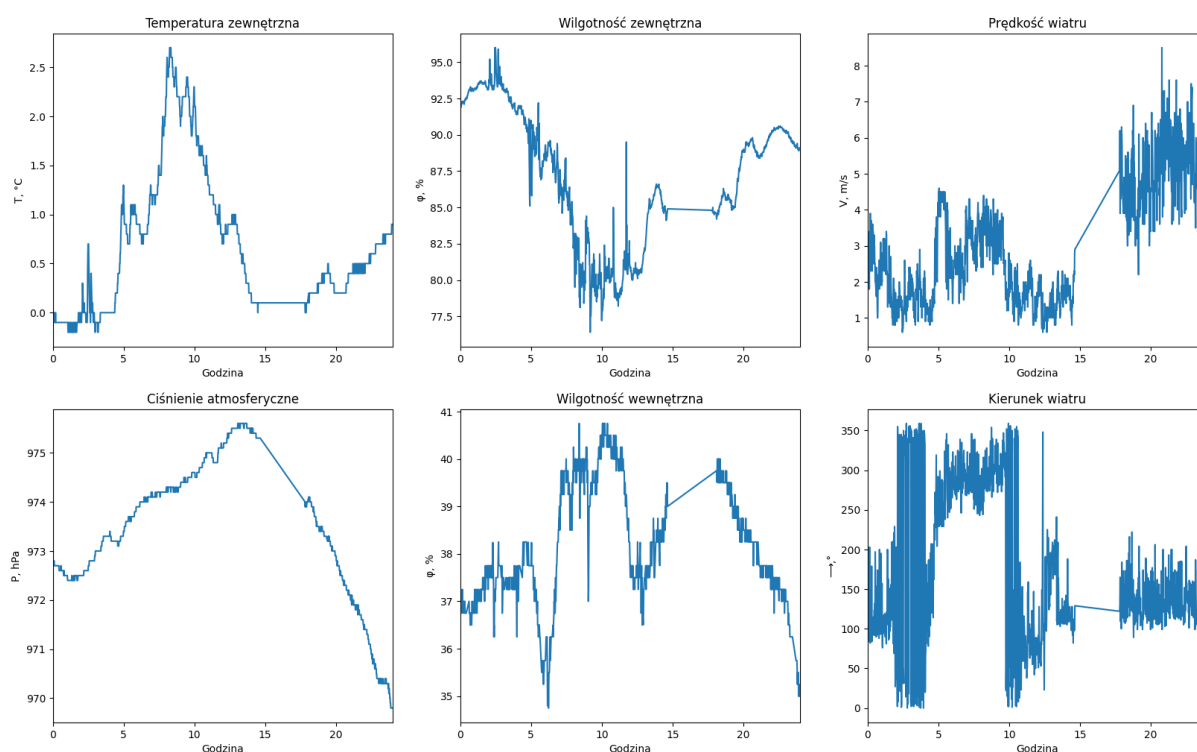 Temperatura zewnętrzna
T, °C
2.5
2.0
1.5
1.0
0.5
0.0
0 5 10 15 20
Godzina
Wilgotność zewnętrzna
φ, %
95.0
92.5
90.0
87.5
85.0
82.5
80.0
77.5
0 5 10 15 20
Godzina
Prędkość wiatru
V, m/s
8
7
6
5
4
3
2
1
0 5 10 15 20
Godzina
Ciśnienie atmosferyczne
P, hPa
975
974
973
972
971
970
0 5 10 15 20
Godzina
Wilgotność wewnętrzna
φ, %
41
40
39
38
37
36
35
0 5 10 15 20
Godzina
Kierunek wiatru
⟶,°
350
300
250
200
150
100
50
0
0 5 10 15 20
Godzina